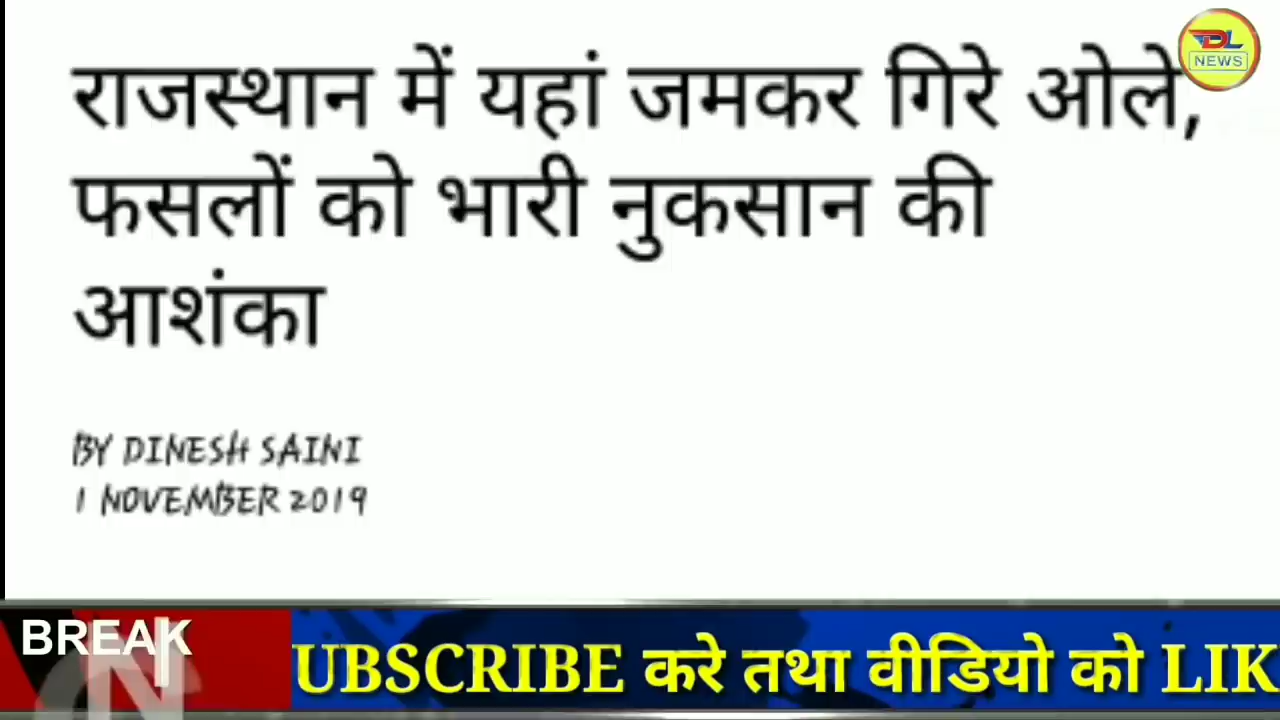 राजस्थान में यहां जमकर गिरे ओले,
फसलों को भारी नुकसान की
आशंका
BY DINESH SAINI
1 NOVEMBER 2019
DL
NEWS
BREAK
N
UBSCRIBE करे तथा वीडियो को LIK